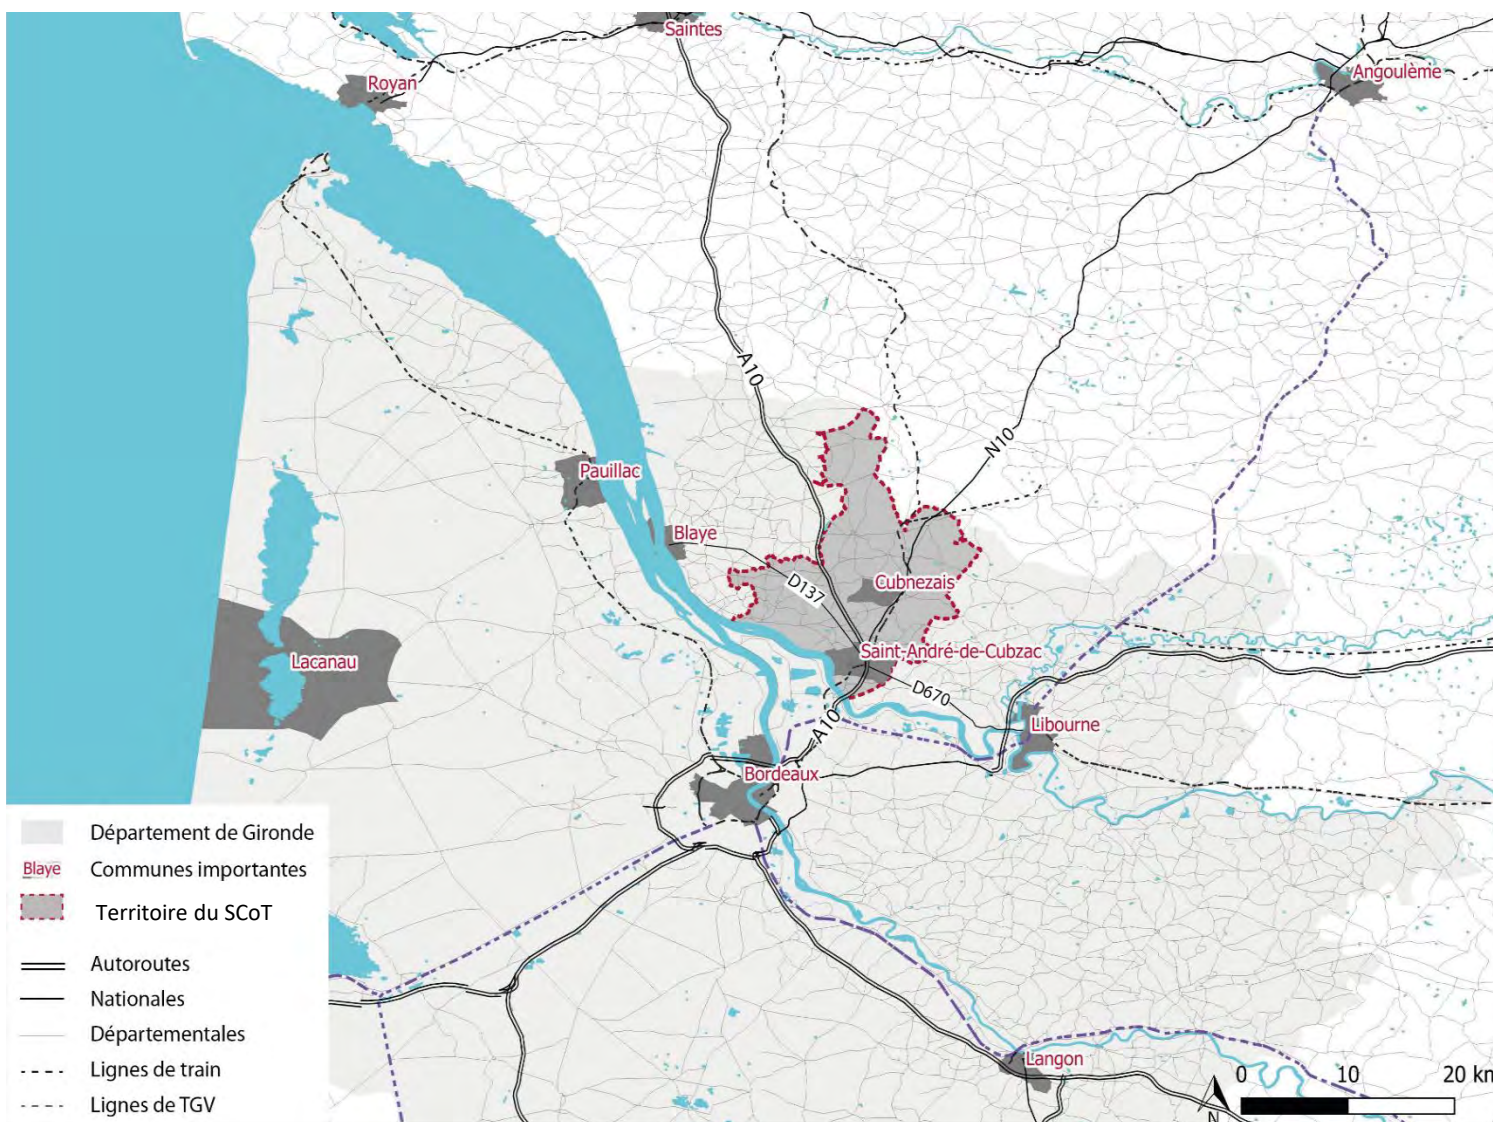 Saintes
Royan
Angoulême
A10
N10
Pauillac
Blaye
Cubnezais
D137
Lacanau
Saint-André-de-Cubzac
D670
A10
Libourne
Bordeaux
Langon
Département de Gironde
Blaye
Communes importantes
Territoire du SCoT
Autoroutes
Nationales
Départementales
Lignes de train
Lignes de TGV
0 10 20 km
N